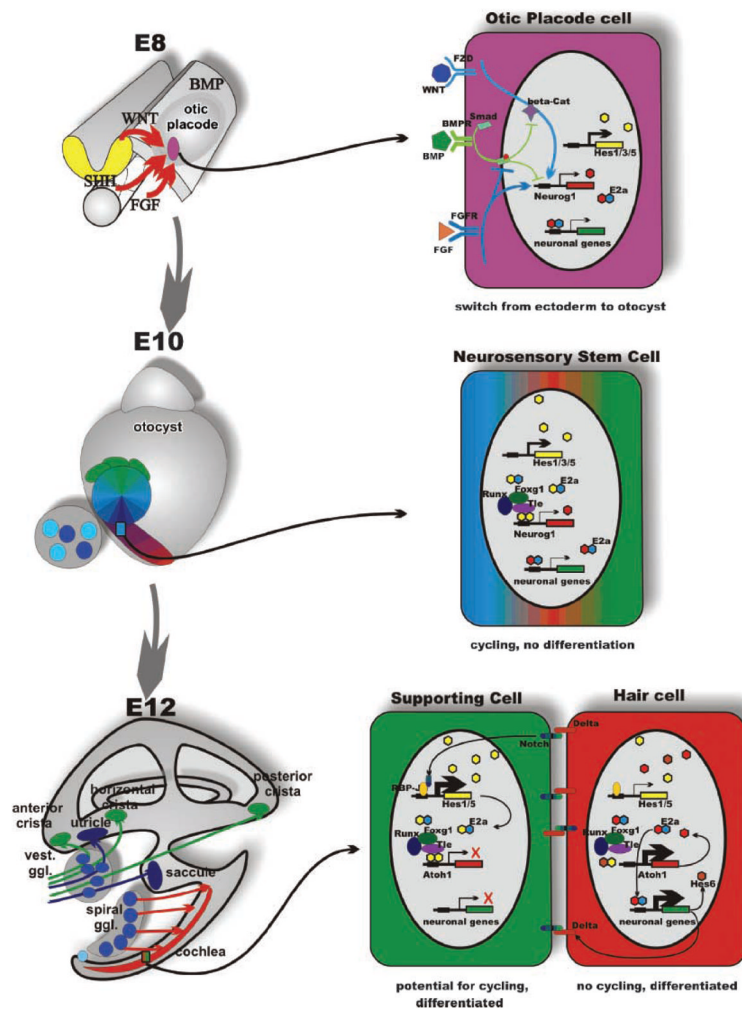 E8
WNT
BMP
otic
placode
SHH
FGF
Otic Placode cell
FZD
WNT
beta-Cat
BMPR
Smad
BMP
Hes1/3/5
Neurog1
E2a
FGFR
FGF
neuronal genes
switch from ectoderm to otocyst
E10
otocyst
Neurosensory Stem Cell
Hes1/3/5
Foxg1
E2a
Runx
Tle
Neurog1
E2a
neuronal genes
cycling, no differentiation
E12
posterior
crista
horizontal
crista
anterior
crista
utricle
vest.
ggl.
saccule
spiral
ggl.
cochlea
Supporting Cell
Notch
RBP-J
Hes1/5
Foxg1
E2a
Runx
Tle
X
Atoh1
X
neuronal genes
potential for cycling,
differentiated
Hair cell
Delta
Hes1/5
Foxg1
E2a
Runx
Tle
Atoh1
Hes6
neuronal genes
Delta
no cycling, differentiated